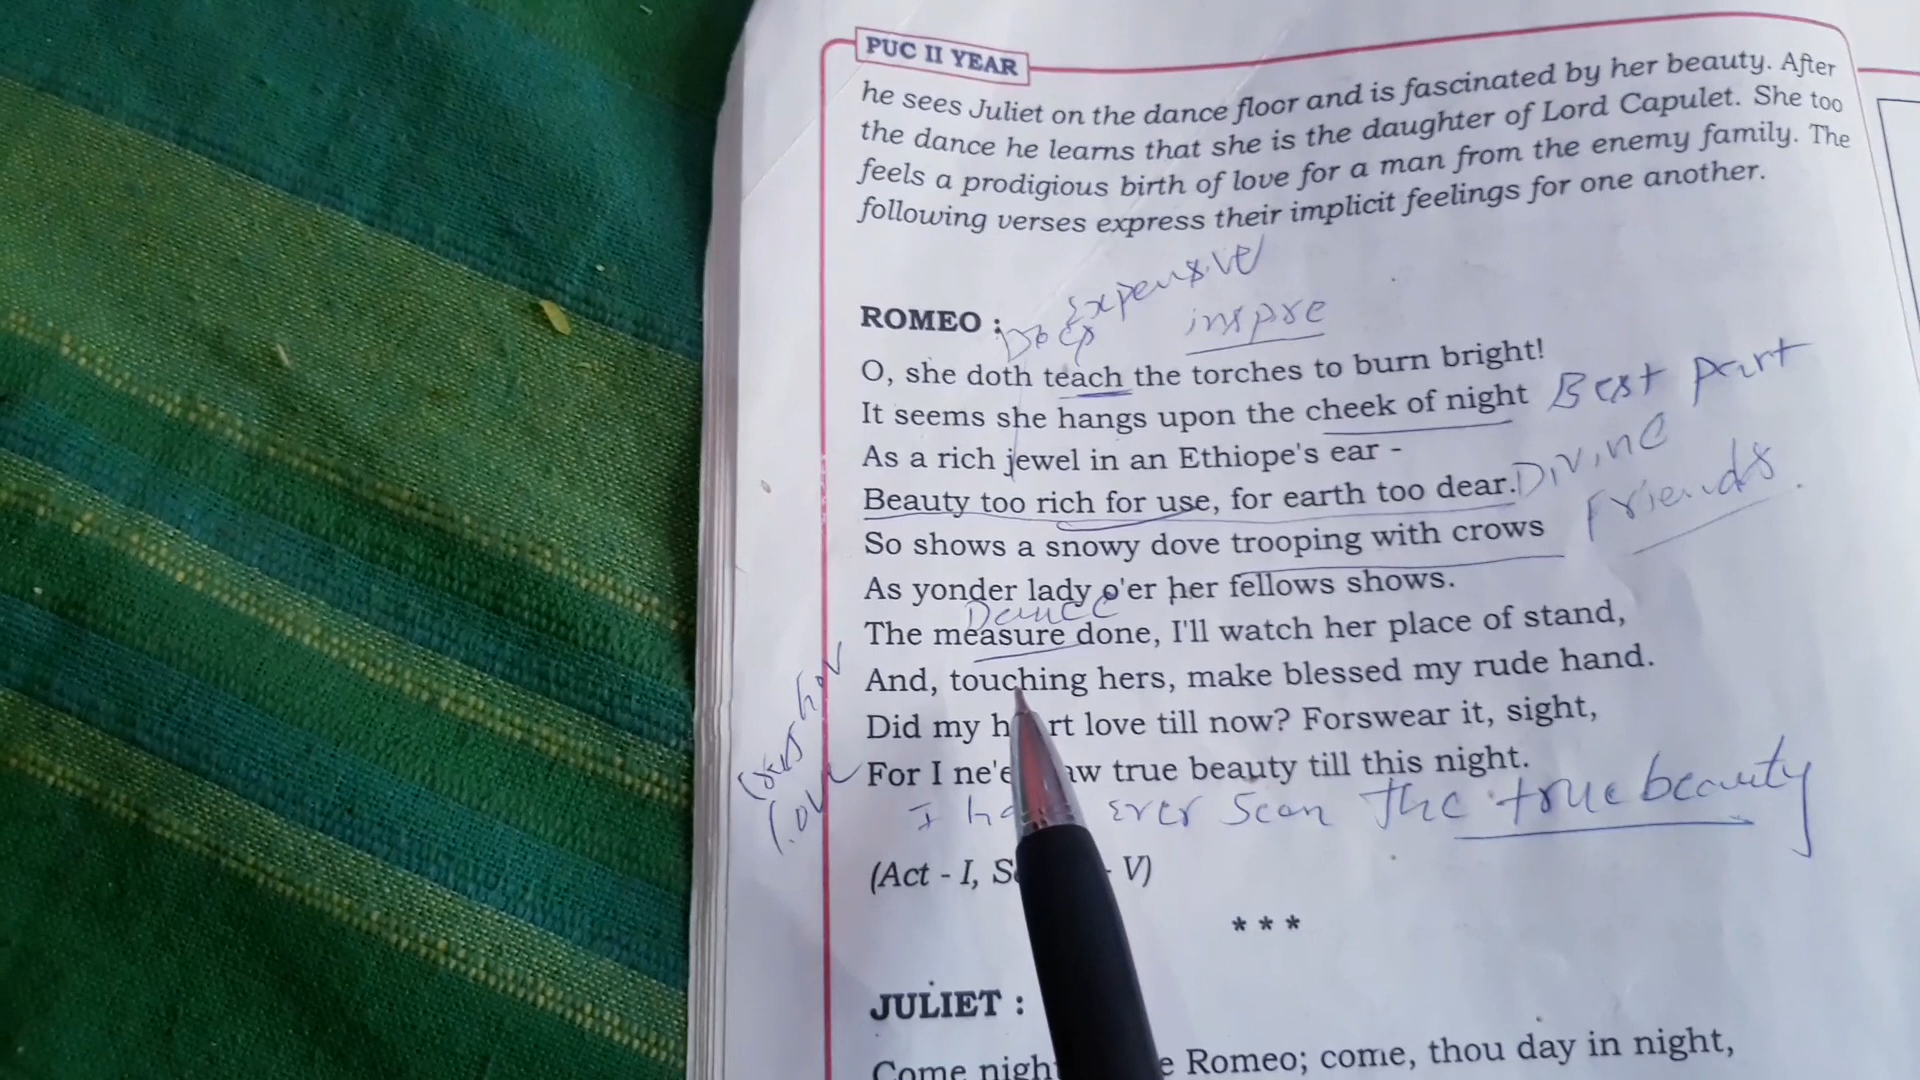 PUC II YEAR
he sees Juliet on the dance floor and is fascinated by her beauty. After
the dance he learns that she is the daughter of Lord Capulet. She too
feels a prodigious birth of love for a man from the enemy family. The
following verses express their implicit feelings for one another.
Expensive
ROMEO :
Deep
inspre
O, she doth teach the torches to burn bright!
It seems she hangs upon the cheek of night
Best part
As a rich jewel in an Ethiope's ear -
Beauty too rich for use, for earth too dear.
Divine
So shows a snowy dove trooping with crows
Friends
As yonder lady o'er her fellows shows.
Dance
The measure done, I'll watch her place of stand,
And, touching hers, make blessed my rude hand.
Did my h rt love till now? Forswear it, sight,
For I ne'e aw true beauty till this night.
Love
I ha ever seen the true beauty
(Act - I, S - V)
* * *
JULIET :
Come nigh e Romeo; come, thou day in night,